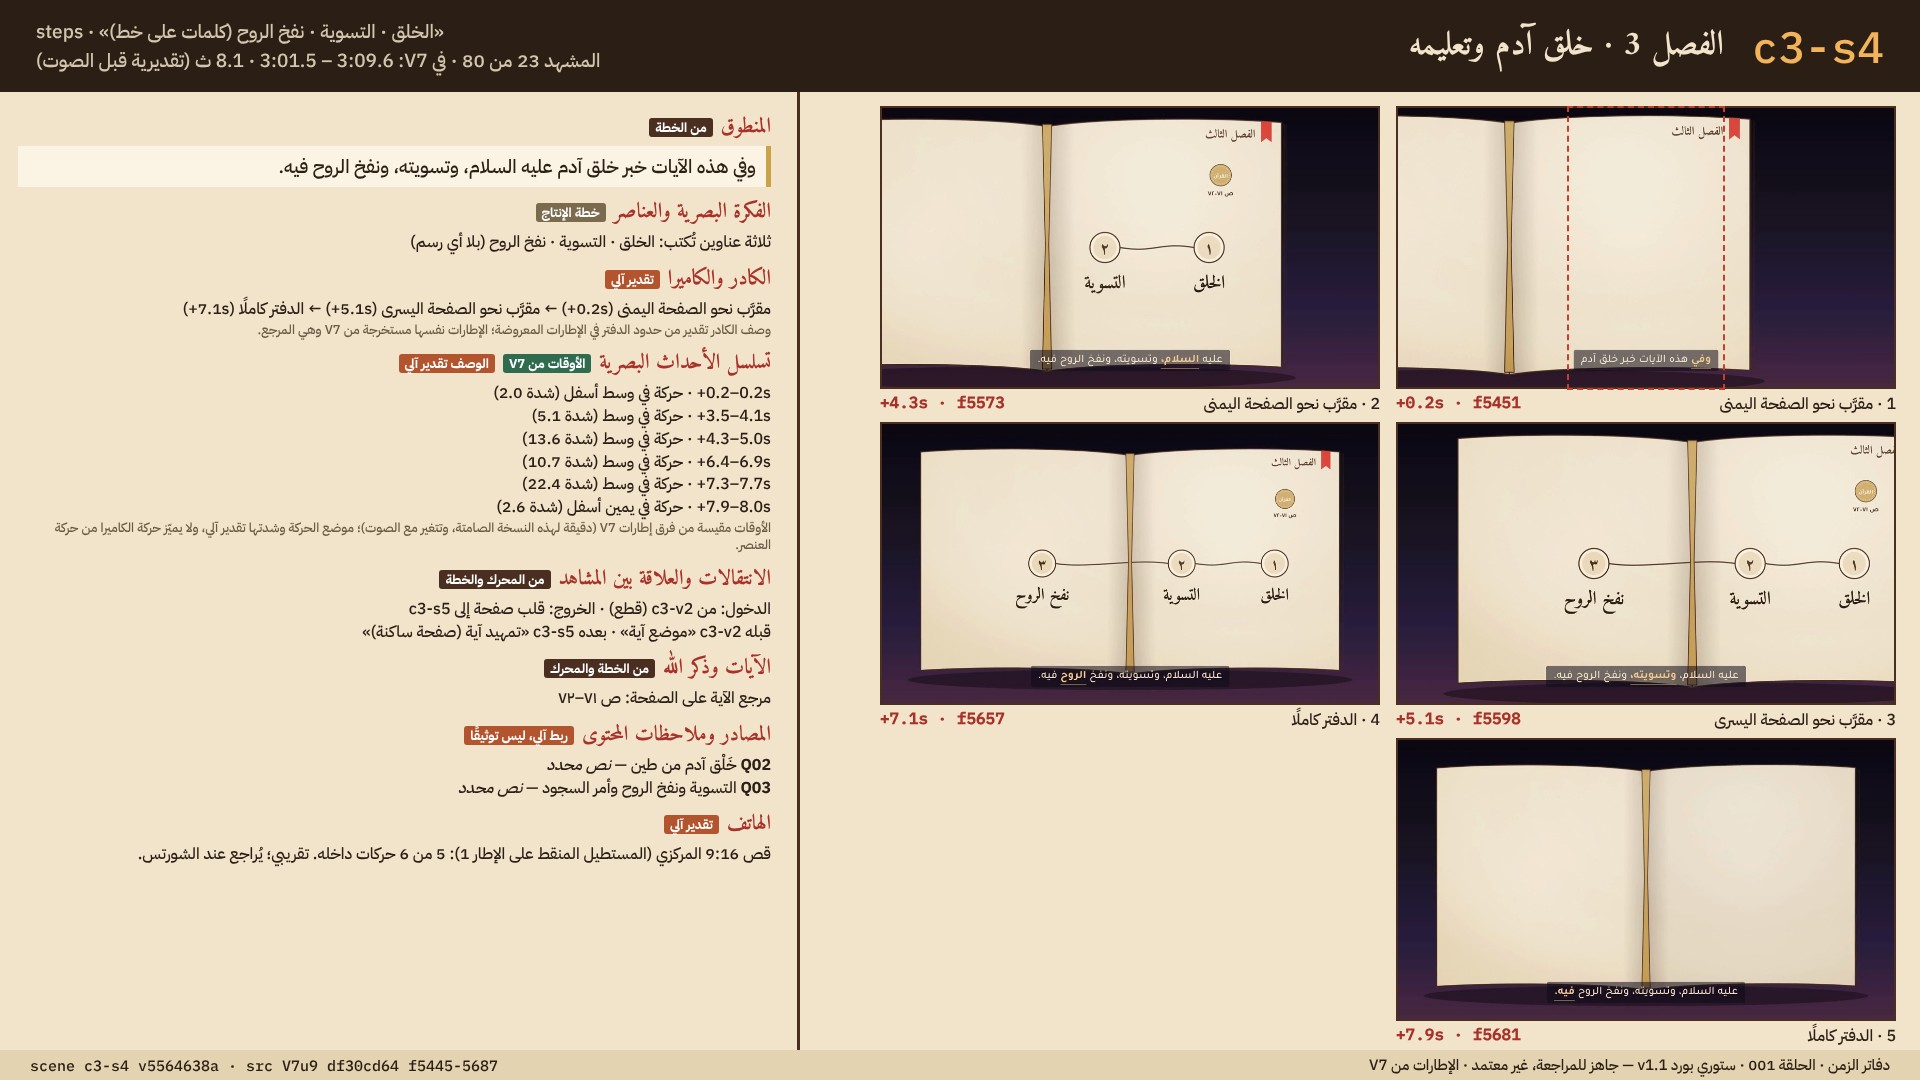 c3-s4
الفصل 3 · خلق آدم وتعليمه
«الخلق · التسوية · نفخ الروح (كلمات على خط)» · steps
المشهد 23 من 80 · في V7: 3:01.5 – 3:09.6 · 8.1 ث (تقديرية قبل الصوت)
الفصل الثالث
وفي هذه الآيات خبر خلق آدم
1 · مقرَّب نحو الصفحة اليمنى
+0.2s · f5451
الفصل الثالث
القرآن
ص ٧١-٧٢
١
٢
الخلق
التسوية
عليه السلام، وتسويته، ونفخ الروح فيه.
2 · مقرَّب نحو الصفحة اليمنى
+4.3s · f5573
القرآن
ص ٧١-٧٢
١
٢
٣
الخلق
التسوية
نفخ الروح
عليه السلام، وتسويته، ونفخ الروح فيه.
3 · مقرَّب نحو الصفحة اليسرى
+5.1s · f5598
الفصل الثالث
القرآن
ص ٧١-٧٢
١
٢
٣
الخلق
التسوية
نفخ الروح
عليه السلام، وتسويته، ونفخ الروح فيه.
4 · الدفتر كاملًا
+7.1s · f5657
عليه السلام، وتسويته، ونفخ الروح فيه.
5 · الدفتر كاملًا
+7.9s · f5681
المنطوق من الخطة
وفي هذه الآيات خبر خلق آدم عليه السلام، وتسويته، ونفخ الروح فيه.
الفكرة البصرية والعناصر خطة الإنتاج
ثلاثة عناوين تُكتب: الخلق · التسوية · نفخ الروح (بلا أي رسم)
الكادر والكاميرا تقدير آلي
مقرَّب نحو الصفحة اليمنى (+0.2s) ← مقرَّب نحو الصفحة اليسرى (+5.1s) ← الدفتر كاملًا (+7.1s)
وصف الكادر تقدير من حدود الدفتر في الإطارات المعروضة؛ الإطارات نفسها مستخرجة من V7 وهي المرجع.
تسلسل الأحداث البصرية الأوقات من V7 الوصف تقدير آلي
+0.2–0.2s · حركة في وسط أسفل (شدة 2.0)
+3.5–4.1s · حركة في وسط (شدة 5.1)
+4.3–5.0s · حركة في وسط (شدة 13.6)
+6.4–6.9s · حركة في وسط (شدة 10.7)
+7.3–7.7s · حركة في وسط (شدة 22.4)
+7.9–8.0s · حركة في يمين أسفل (شدة 2.6)
الأوقات مقيسة من فرق إطارات V7 (دقيقة لهذه النسخة الصامتة، وتتغير مع الصوت)؛ موضع الحركة وشدتها تقدير آلي، ولا يميّز حركة الكاميرا من حركة
العنصر.
الانتقالات والعلاقة بين المشاهد من المحرك والخطة
الدخول: من c3-v2 (قطع) · الخروج: قلب صفحة إلى c3-s5
قبله c3-v2 «موضع آية» · بعده c3-s5 «تمهيد آية (صفحة ساكنة)»
الآيات وذكر الله من الخطة والمحرك
مرجع الآية على الصفحة: ص ٧١–٧٢
المصادر وملاحظات المحتوى ربط آلي، ليس توثيقًا
Q02 خَلْق آدم من طين — نص محدد
Q03 التسوية ونفخ الروح وأمر السجود — نص محدد
الهاتف تقدير آلي
قص 9:16 المركزي (المستطيل المنقط على الإطار 1): 5 من 6 حركات داخله. تقريبي؛ يُراجع عند الشورتس.
دفاتر الزمن · الحلقة 001 · ستوري بورد v1.1 — جاهز للمراجعة، غير معتمد · الإطارات من V7
scene c3-s4 v5564638a · src V7u9 df30cd64 f5445-5687